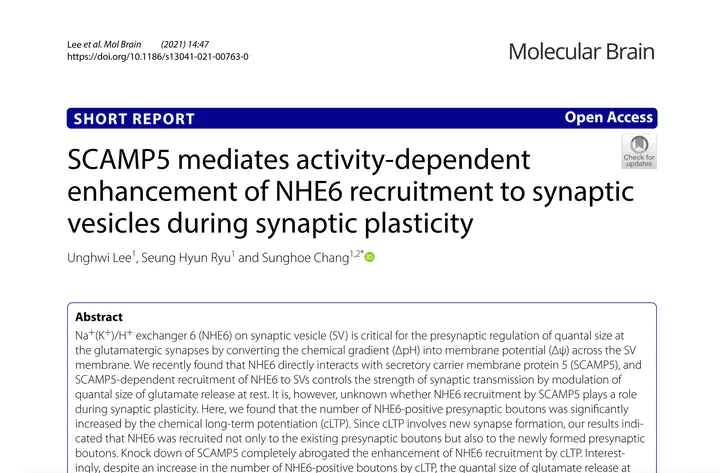 Lee et al. Mol Brain (2021) 14:47
https://doi.org/10.1186/s13041-021-00763-0
Molecular Brain
SHORT REPORT
Open Access
Check for
updates
SCAMP5 mediates activity-dependent
enhancement of NHE6 recruitment to synaptic
vesicles during synaptic plasticity
Unghwi Lee1, Seung Hyun Ryu1 and Sunghoe Chang1,2* iD
Abstract
Na+(K+)/H+ exchanger 6 (NHE6) on synaptic vesicle (SV) is critical for the presynaptic regulation of quantal size at
the glutamatergic synapses by converting the chemical gradient (ΔpH) into membrane potential (Δψ) across the SV
membrane. We recently found that NHE6 directly interacts with secretory carrier membrane protein 5 (SCAMP5), and
SCAMP5-dependent recruitment of NHE6 to SVs controls the strength of synaptic transmission by modulation of
quantal size of glutamate release at rest. It is, however, unknown whether NHE6 recruitment by SCAMP5 plays a role
during synaptic plasticity. Here, we found that the number of NHE6-positive presynaptic boutons was significantly
increased by the chemical long-term potentiation (cLTP). Since cLTP involves new synapse formation, our results indi-
cated that NHE6 was recruited not only to the existing presynaptic boutons but also to the newly formed presynaptic
boutons. Knock down of SCAMP5 completely abrogated the enhancement of NHE6 recruitment by cLTP. Interest-
ingly, despite an increase in the number of NHE6-positive boutons by cLTP, the quantal size of glutamate release at